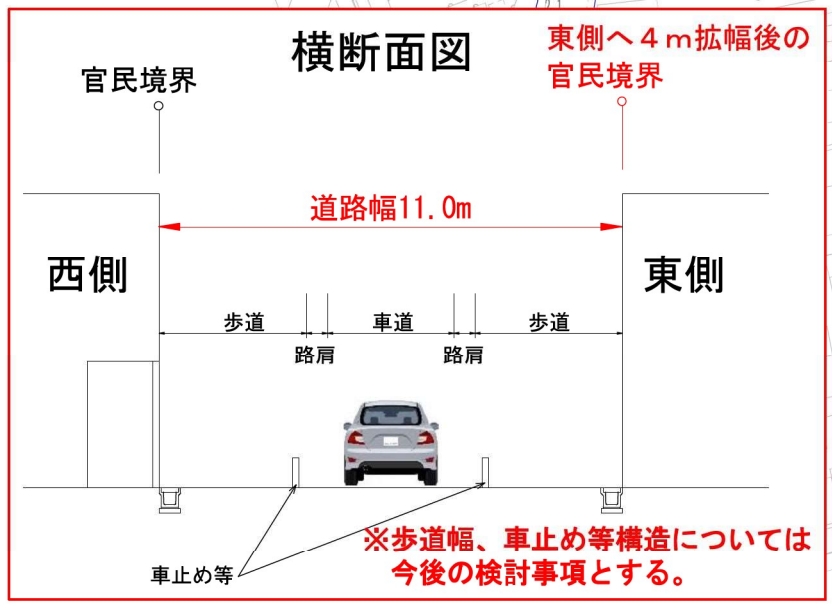 横断面図
東側へ4m拡幅後の
官民境界
官民境界
道路幅11.0m
西側
東側
歩道
路肩
車道
路肩
歩道
車止め等
※歩道幅、車止め等構造については
今後の検討事項とする。